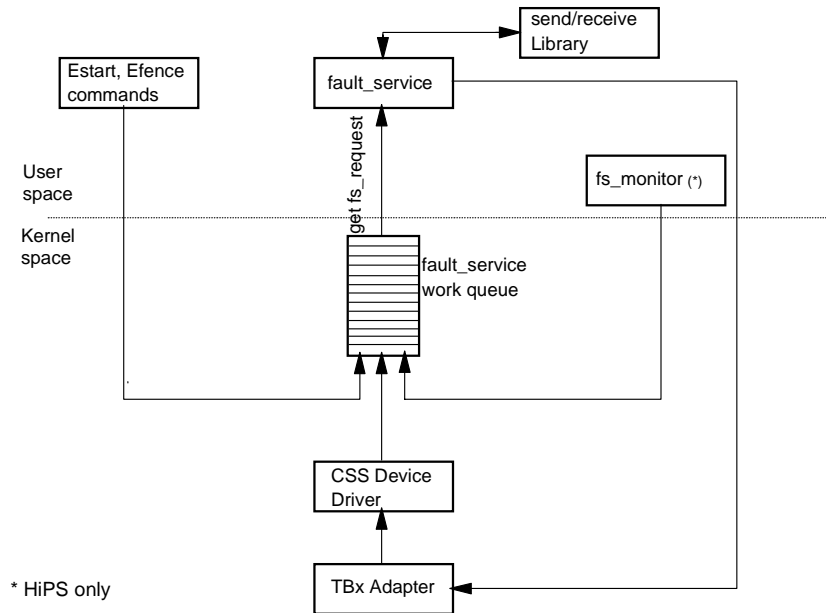 send/receive
Library
Estart, Efence
commands
fault_service
get fs_request
User
space
fs_monitor (*)
Kernel
space
fault_service
work queue
CSS Device
Driver
* HiPS only
TBx Adapter